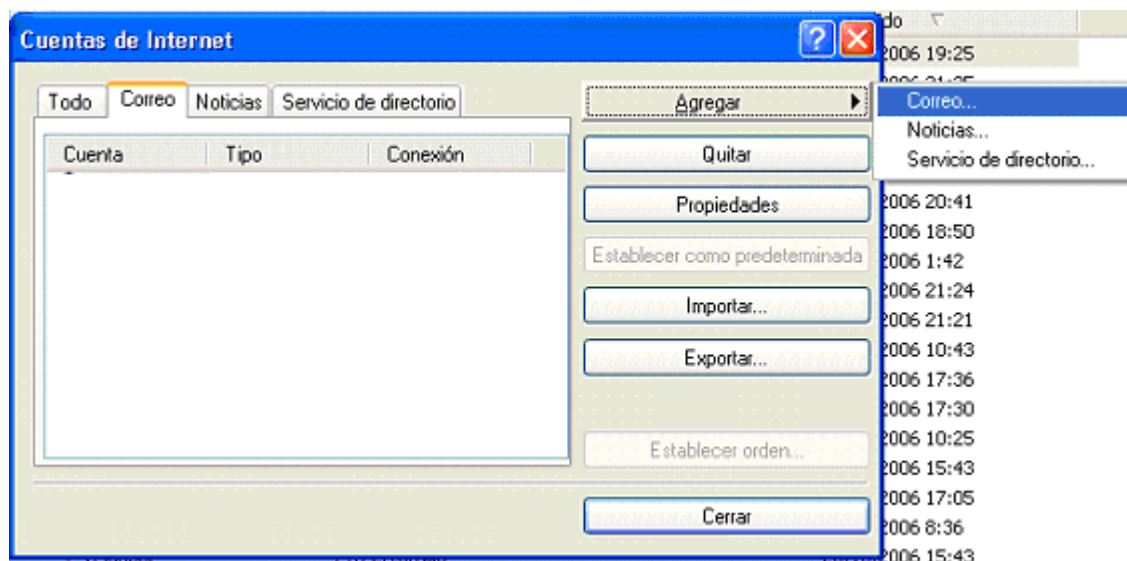 do
Cuentas de Internet
2006 19:25
Todo Correo Noticias Servicio de directorio
Agregar
Correo...
Noticias...
Servicio de directorio...
Cuenta Tipo Conexión
Quitar
Propiedades
2006 20:41
2006 18:50
Establecer como predeterminada
2006 1:42
2006 21:24
Importar...
2006 21:21
Exportar...
2006 10:43
2006 17:36
2006 17:30
2006 10:25
Establecer orden...
2006 15:43
2006 17:05
Cerrar
2006 8:36
2006 15:43